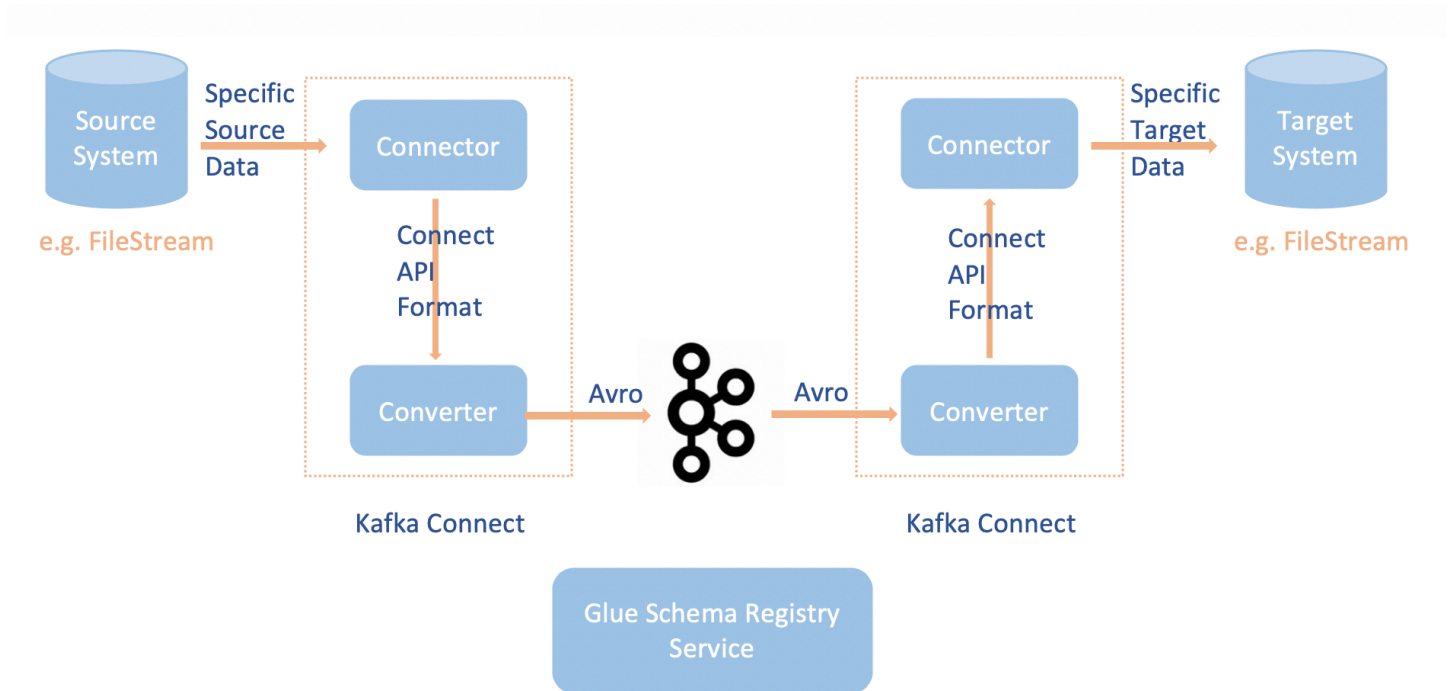 Source
System
e.g. FileStream
Specific
Source
Data
Connector
Connect
API
Format
Converter
Kafka Connect
Avro
Avro
Connector
Connect
API
Format
Converter
Kafka Connect
Specific
Target
Data
Target
System
e.g. FileStream
Glue Schema Registry
Service